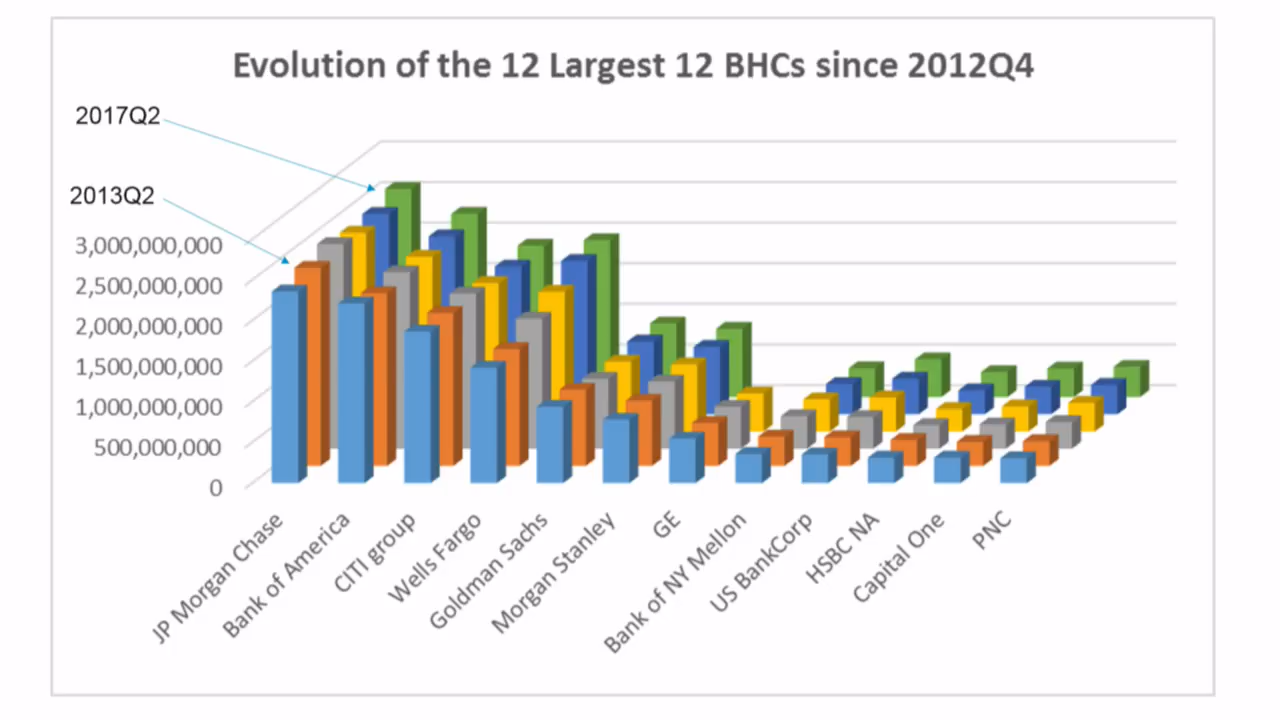 Evolution of the 12 Largest 12 BHCs since 2012Q4
2017Q2
2013Q2
3,000,000,000
2,500,000,000
2,000,000,000
1,500,000,000
1,000,000,000
500,000,000
0
JP Morgan Chase
Bank of America
CITI group
Wells Fargo
Goldman Sachs
Morgan Stanley
GE
Bank of NY Mellon
US BankCorp
HSBC NA
Capital One
PNC